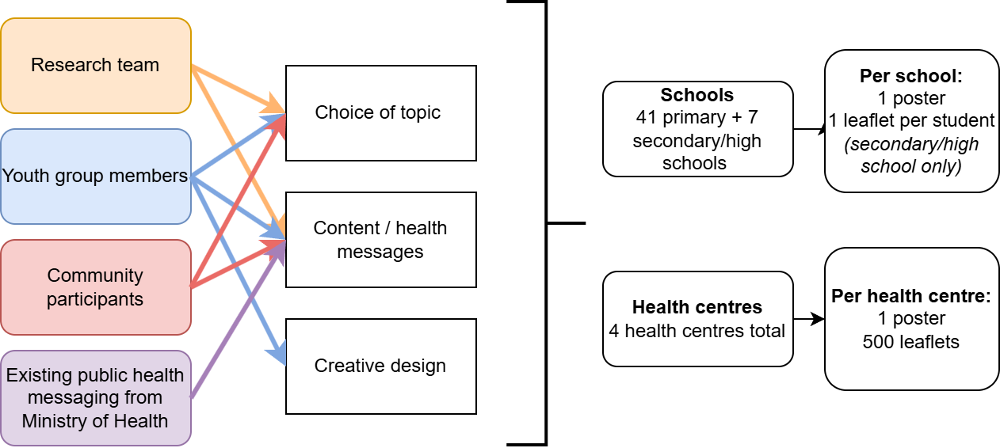 Research team
Youth group members
Community
participants
Existing public health
messaging from
Ministry of Health
Choice of topic
Content / health
messages
Creative design
Schools
41 primary + 7
secondary/high
schools
Per school:
1 poster
1 leaflet per student
(secondary/high
school only)
Health centres
4 health centres total
Per health centre:
1 poster
500 leaflets